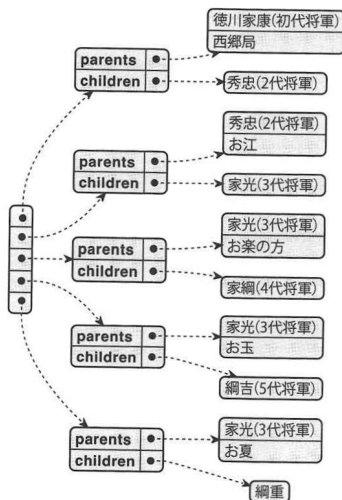 徳川家康(初代将軍)
西郷局
parents
children
秀忠(2代将軍)
秀忠(2代将軍)
お江
parents
children
家光(3代将軍)
家光(3代将軍)
お楽の方
parents
children
家綱(4代将軍)
家光(3代将軍)
お玉
parents
children
綱吉(5代将軍)
家光(3代将軍)
お夏
parents
children
綱重